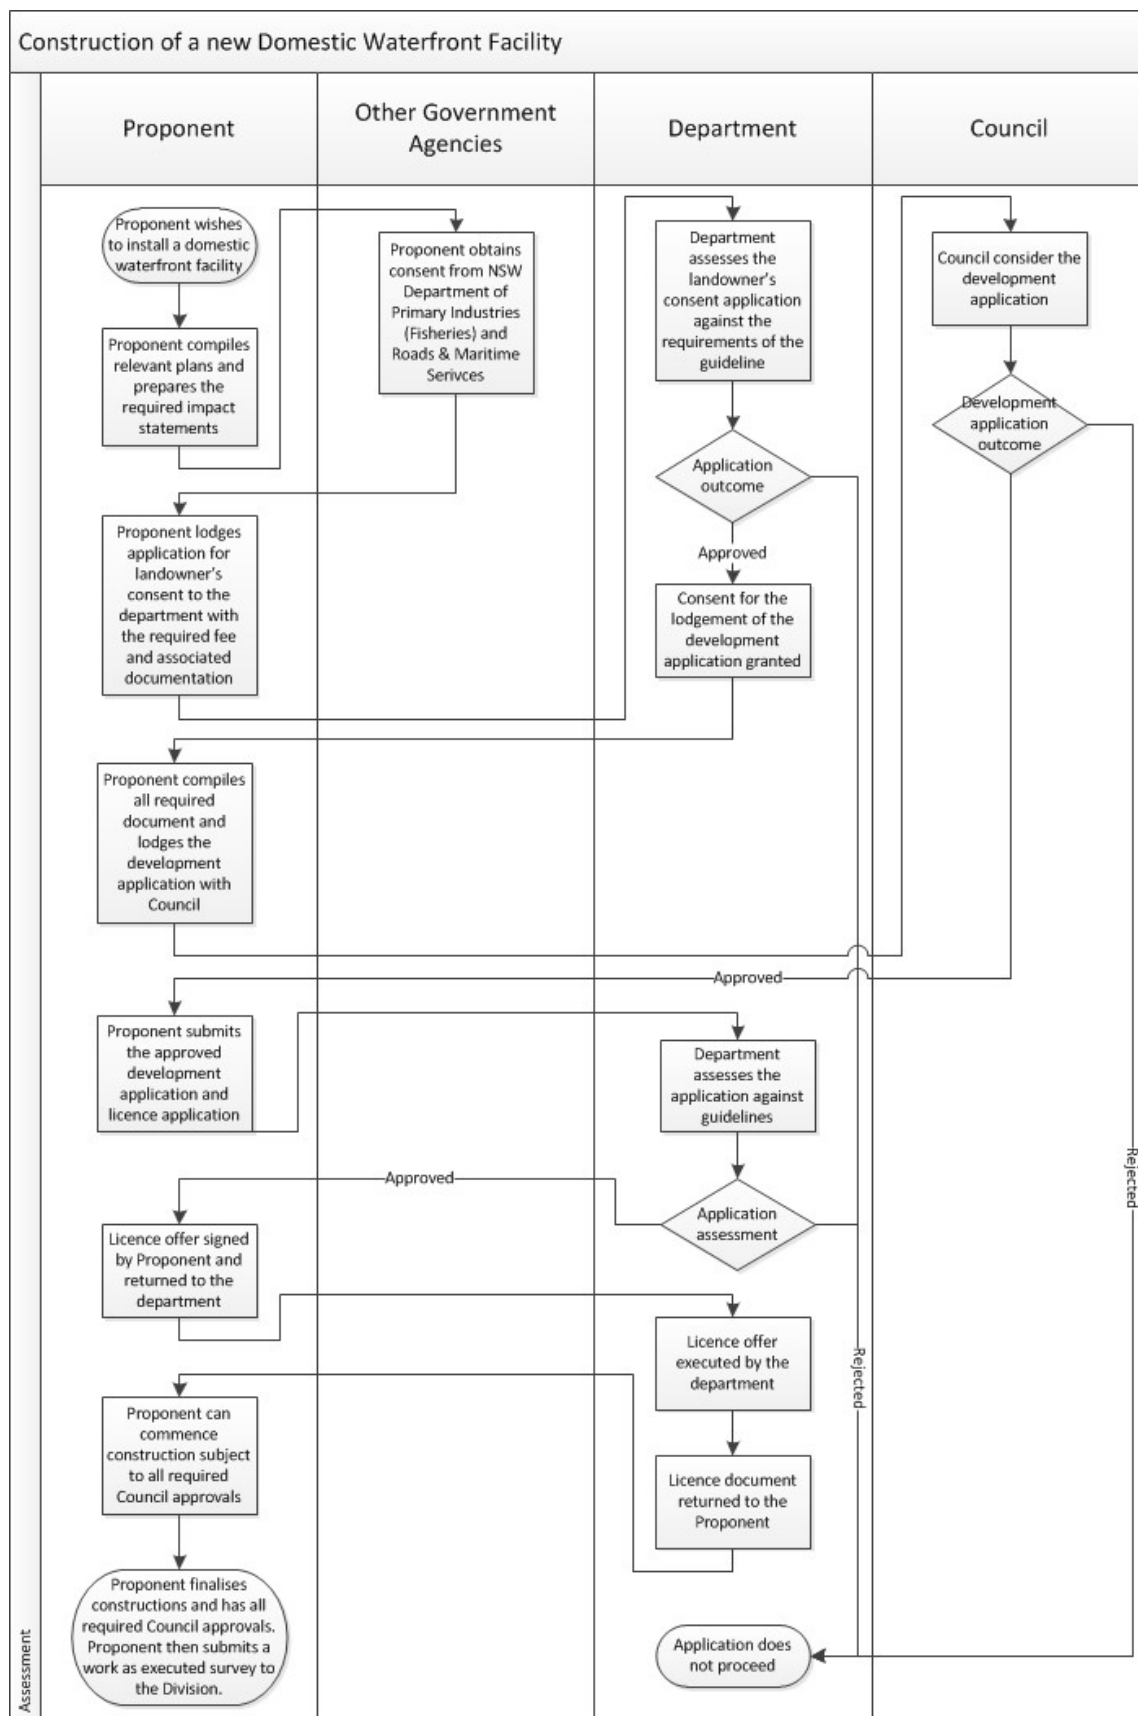 Construction of a new Domestic Waterfront Facility
Proponent
Other Government
Agencies
Department
Council
Proponent wishes
to install a domestic
waterfront facility
Proponent compiles
relevant plans and
prepares the
required impact
statements
Proponent obtains
consent from NSW
Department of
Primary Industries
(Fisheries) and
Roads & Maritime
Serivces
Proponent lodges
application for
landowner's
consent to the
department with
the required fee
and associated
documentation
Department
assesses the
landowner's
consent application
against the
requirements of the
guideline
Application
outcome
Approved
Consent for the
lodgement of the
development
application granted
Proponent compiles
all required
document and
lodges the
development
application with
Council
Council consider the
development
application
Development
application
outcome
Approved
Rejected
Proponent submits
the approved
development
application and
licence application
Department
assesses the
application against
guidelines
Application
assessment
Approved
Rejected
Licence offer signed
by Proponent and
returned to the
department
Licence offer
executed by the
department
Licence document
returned to the
Proponent
Proponent can
commence
construction subject
to all required
Council approvals
Proponent finalises
constructions and has all
required Council approvals.
Proponent then submits a
work as executed survey to
the Division.
Application does
not proceed
Assessment